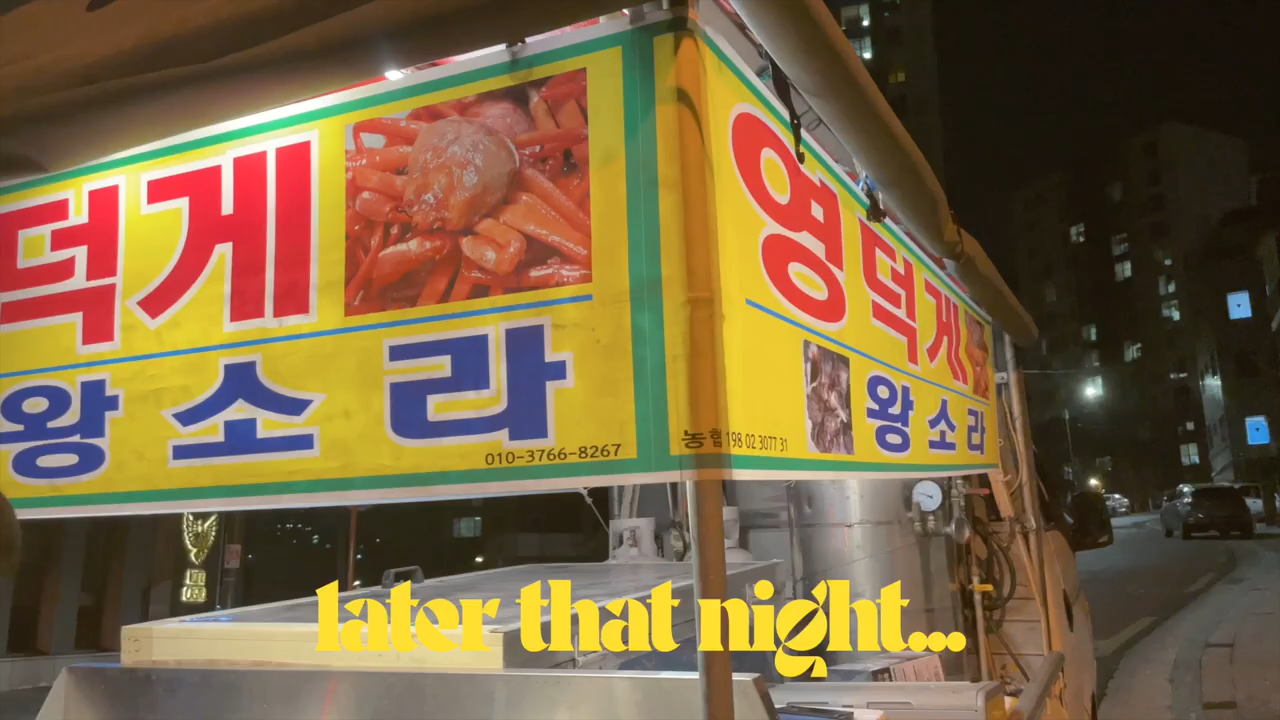 덕게
왕소라
010-3766-8267
영덕게
왕소라
농협 198 02 3077 31
later that night...